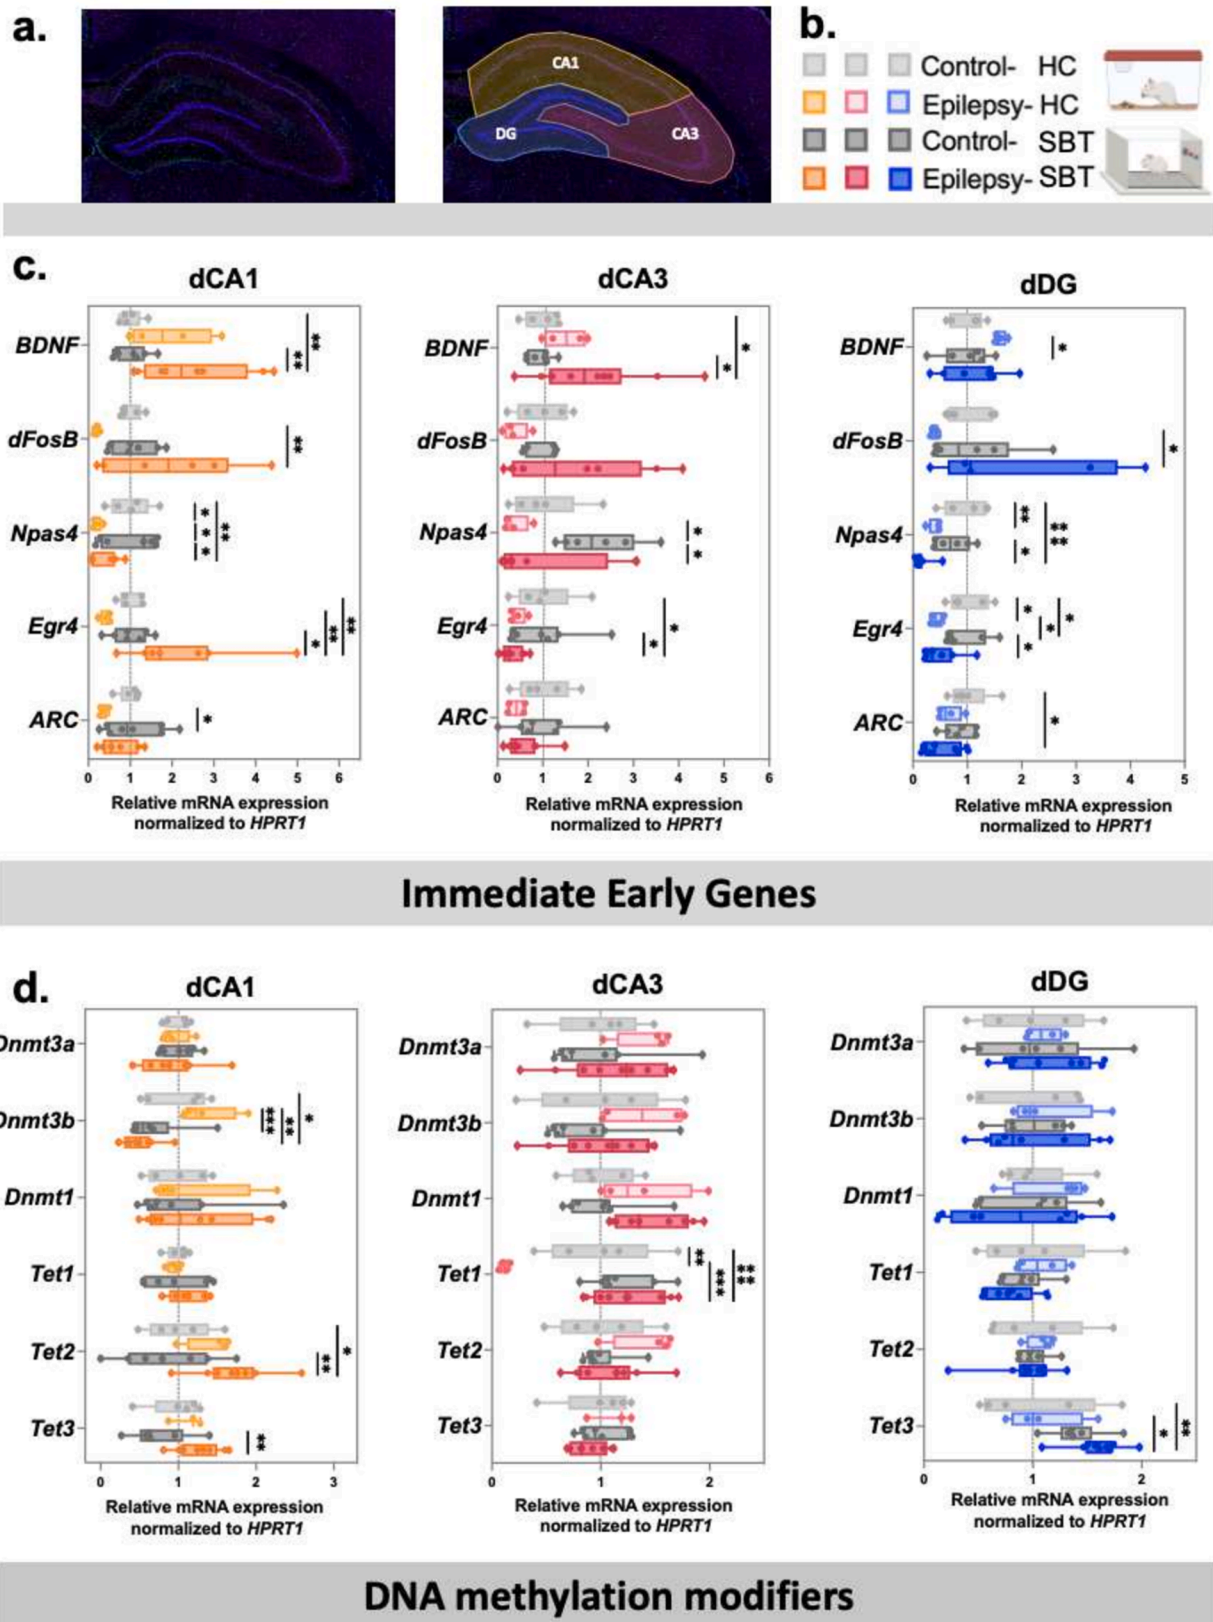 a.
CA1
DG
CA3
b.
Control- HC
Epilepsy- HC
Control- SBT
Epilepsy- SBT
c.
dCA1
BDNF
dFosB
Npas4
Egr4
ARC
**
**
**
*
*
*
**
*
**
**
*
0 1 2 3 4 5 6
Relative mRNA expression
normalized to HPRT1
dCA3
BDNF
dFosB
Npas4
Egr4
ARC
*
*
*
*
*
*
0 1 2 3 4 5 6
Relative mRNA expression
normalized to HPRT1
dDG
BDNF
dFosB
Npas4
Egr4
ARC
*
*
**
*
****
*
*
*
*
*
0 1 2 3 4 5
Relative mRNA expression
normalized to HPRT1
Immediate Early Genes
d.
dCA1
Dnmt3a
Dnmt3b
Dnmt1
Tet1
Tet2
Tet3
***
**
*
**
*
**
0 1 2 3
Relative mRNA expression
normalized to HPRT1
dCA3
Dnmt3a
Dnmt3b
Dnmt1
Tet1
Tet2
Tet3
**
***
****
0 1 2
Relative mRNA expression
normalized to HPRT1
dDG
Dnmt3a
Dnmt3b
Dnmt1
Tet1
Tet2
Tet3
*
**
0 1 2
Relative mRNA expression
normalized to HPRT1
DNA methylation modifiers